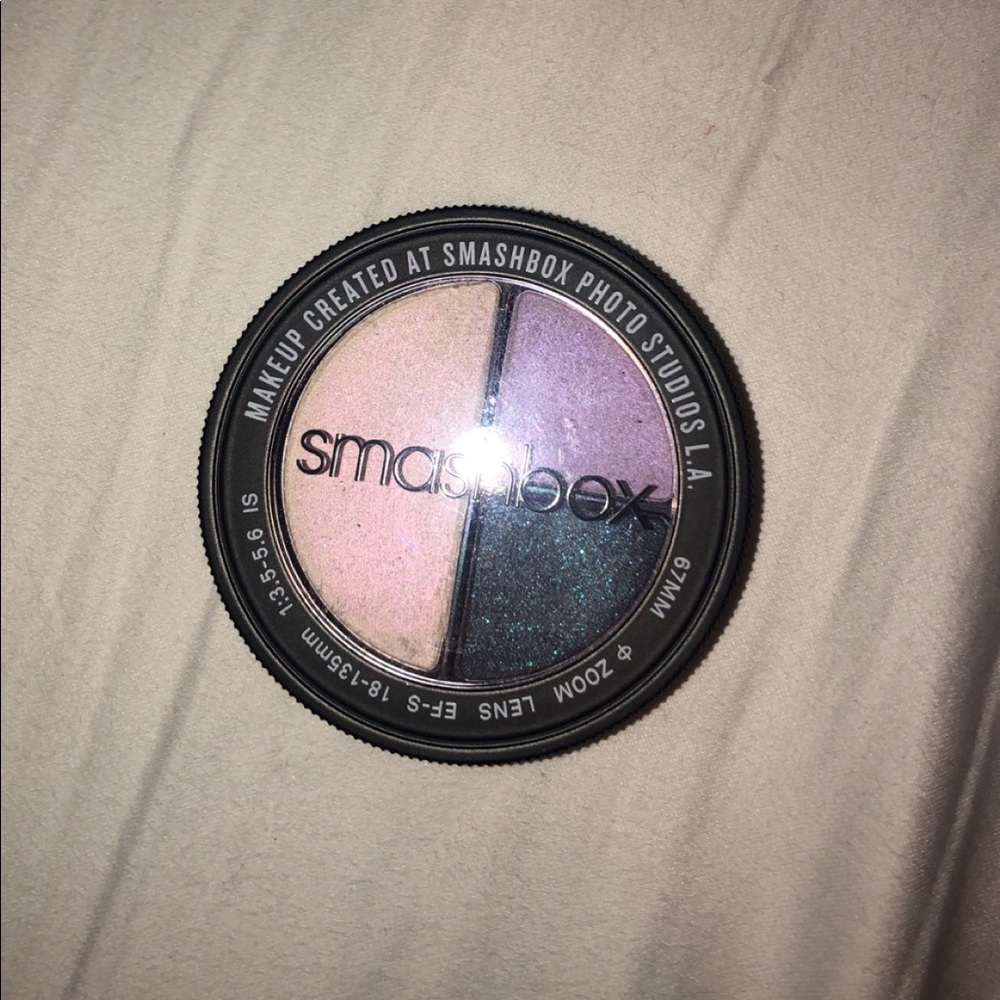 MAKEUP CREATED AT SMASHBOX PHOTO STUDIOS L.A.
smashbox
67MM ф ZOOM LENS EF-S 18-135mm 1:3.5-5.6 IS